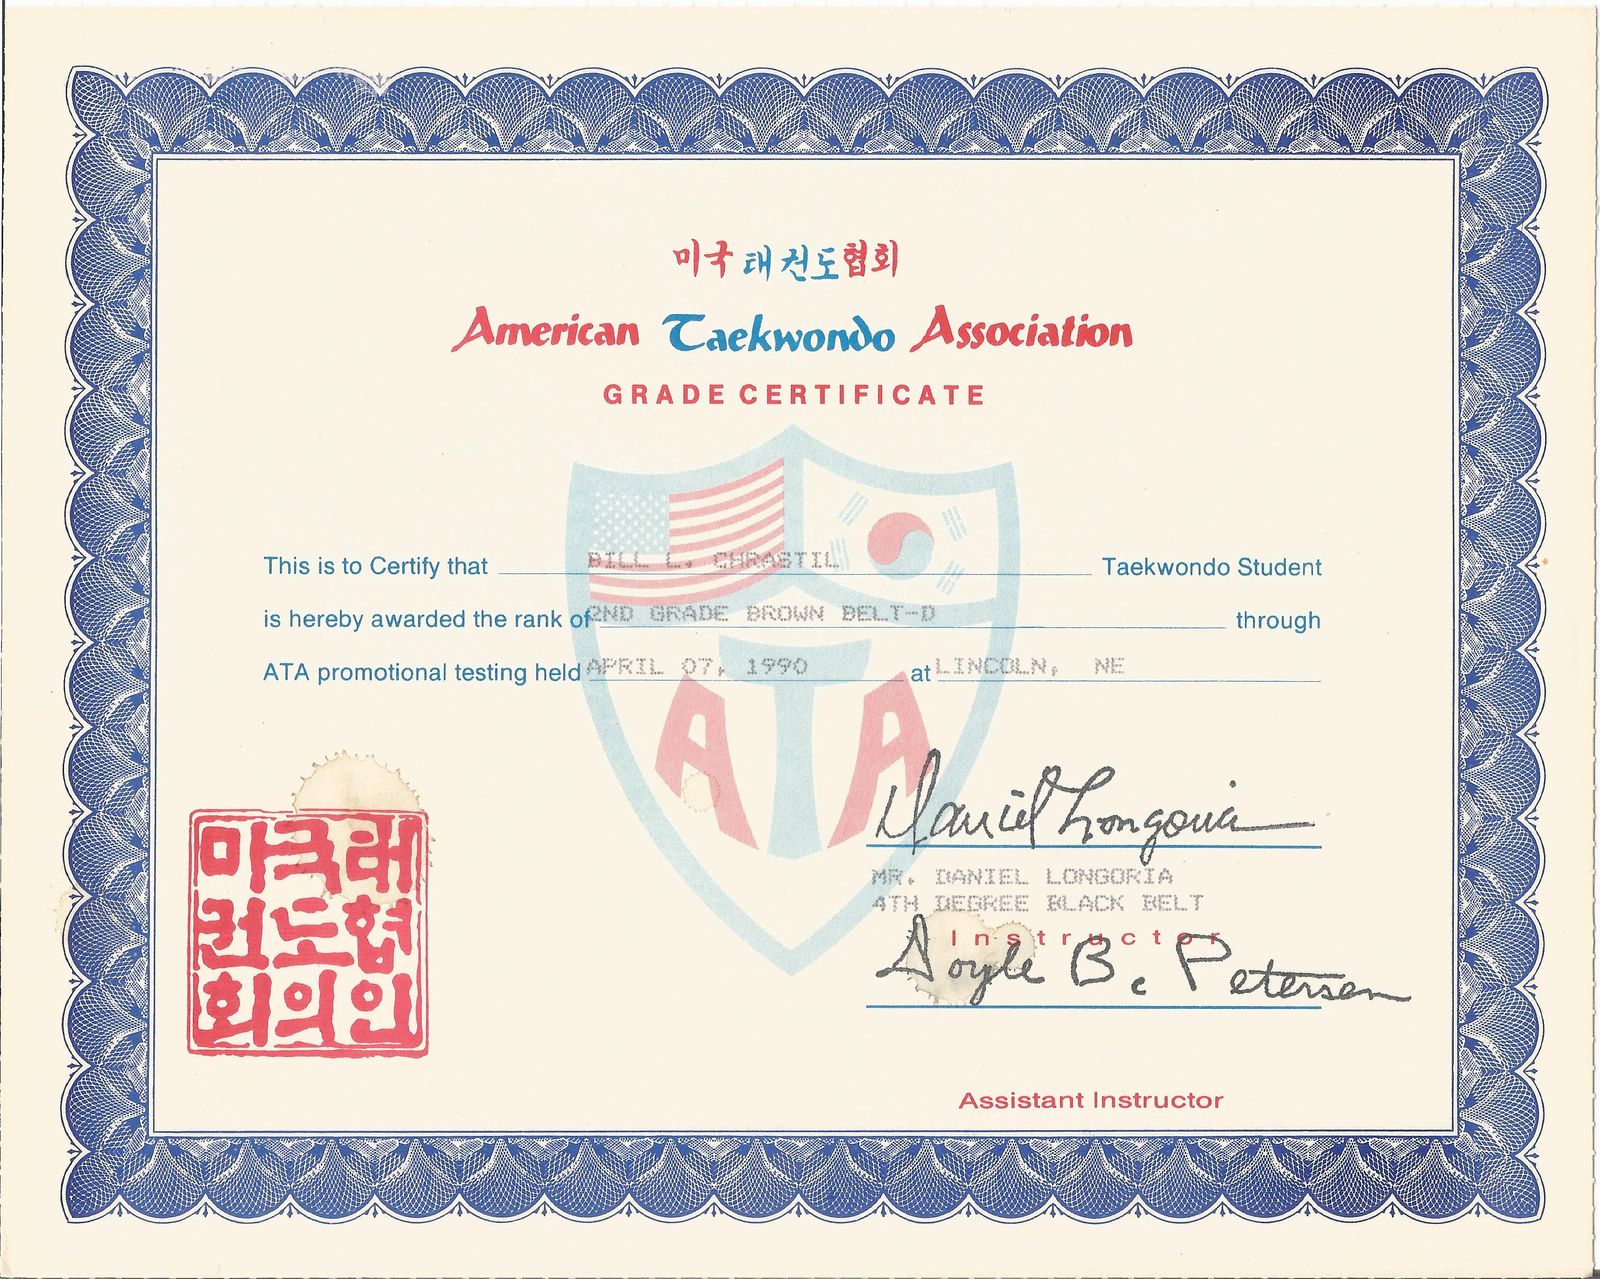 미국 태권도협회
American Taekwondo Association
GRADE CERTIFICATE
This is to Certify that BILL L. CHRASTIL Taekwondo Student
is hereby awarded the rank of 2ND GRADE BROWN BELT-D through
ATA promotional testing held APRIL 07, 1990 at LINCOLN, NE
ATA
미국태
권도협
회의인
Daniel Longoria
MR. DANIEL LONGORIA
4TH DEGREE BLACK BELT
Instructor
Doyle B. Petersen
Assistant Instructor